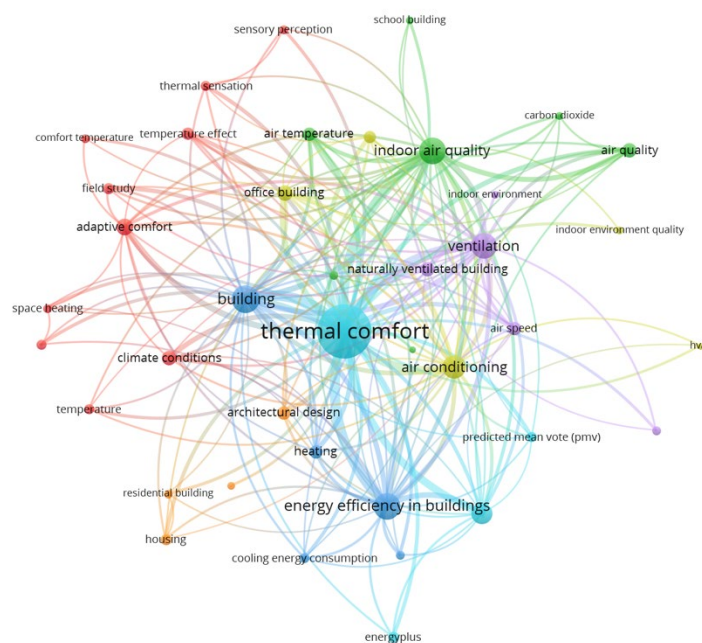 school building
sensory perception
thermal sensation
carbon dioxide
comfort temperature
temperature effect
air temperature
indoor air quality
air quality
field study
office building
indoor environment
adaptive comfort
ventilation
indoor environment quality
naturally ventilated building
building
space heating
thermal comfort
air speed
climate conditions
air conditioning
hv
temperature
architectural design
predicted mean vote (pmv)
heating
residential building
energy efficiency in buildings
housing
cooling energy consumption
energyplus